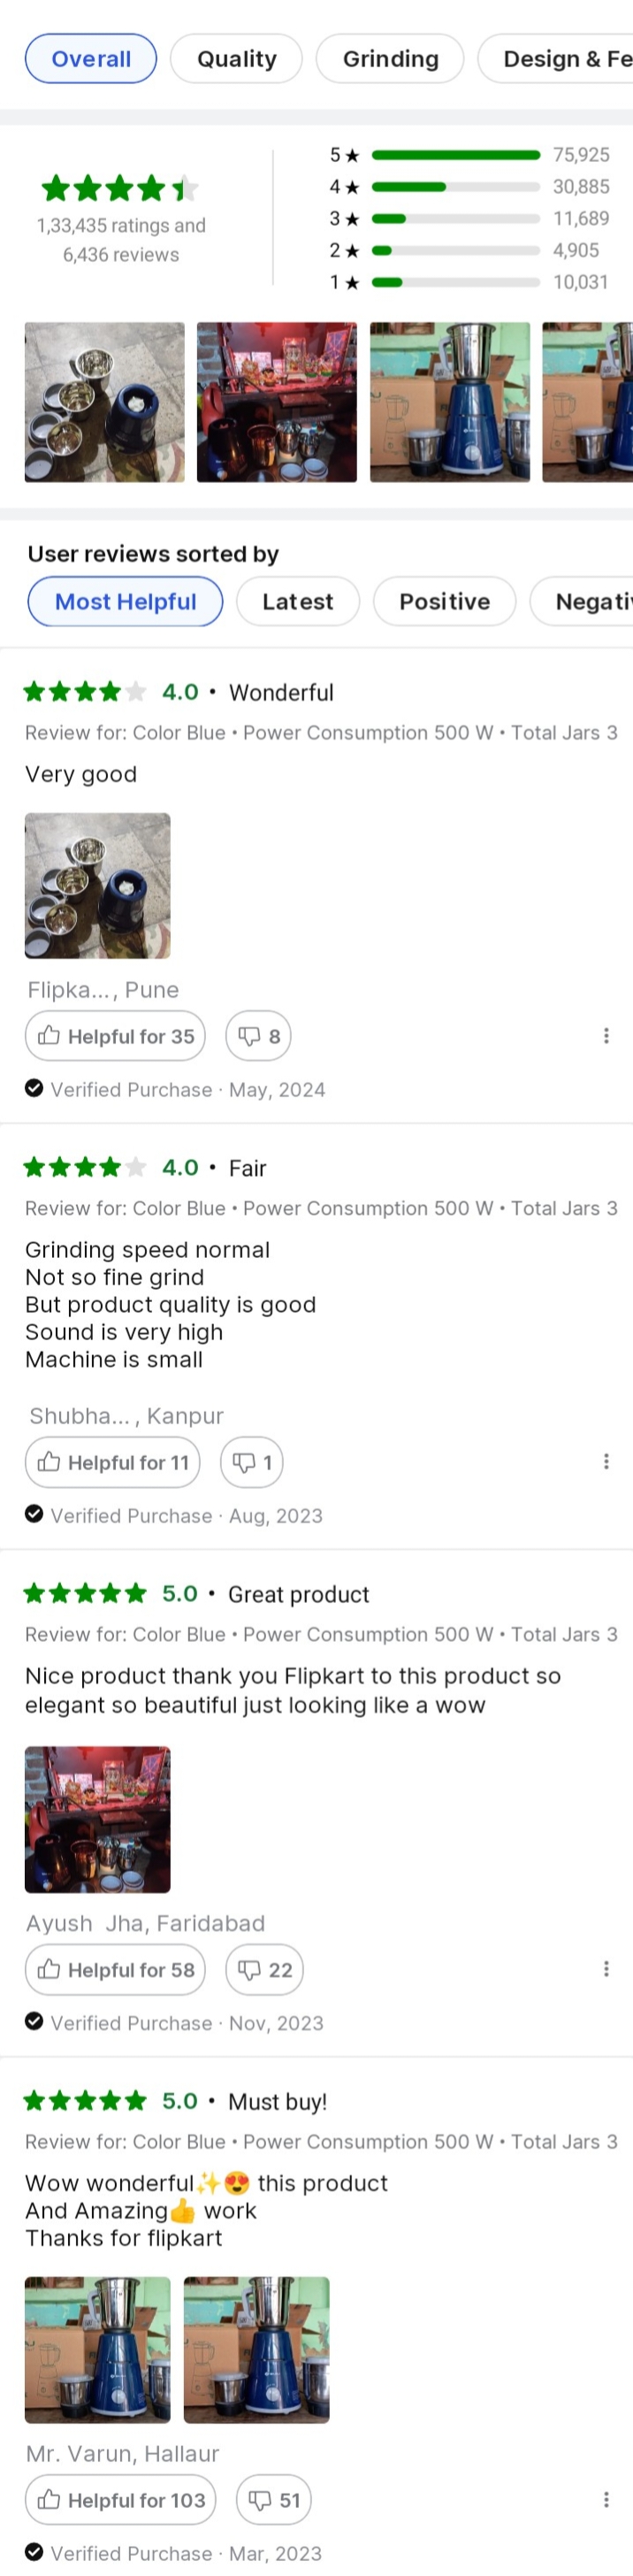 Overall
Quality
Grinding
Design & Fe
5★ 75,925
4★ 30,885
3★ 11,689
2★ 4,905
1★ 10,031
1,33,435 ratings and
6,436 reviews
User reviews sorted by
Most Helpful
Latest
Positive
Negativ
4.0 • Wonderful
Review for: Color Blue • Power Consumption 500 W • Total Jars 3
Very good
Flipka... , Pune
Helpful for 35
8
Verified Purchase · May, 2024
4.0 • Fair
Review for: Color Blue • Power Consumption 500 W • Total Jars 3
Grinding speed normal
Not so fine grind
But product quality is good
Sound is very high
Machine is small
Shubha... , Kanpur
Helpful for 11
1
Verified Purchase · Aug, 2023
5.0 • Great product
Review for: Color Blue • Power Consumption 500 W • Total Jars 3
Nice product thank you Flipkart to this product so
elegant so beautiful just looking like a wow
Ayush Jha, Faridabad
Helpful for 58
22
Verified Purchase · Nov, 2023
5.0 • Must buy!
Review for: Color Blue • Power Consumption 500 W • Total Jars 3
Wow wonderful✨😍 this product
And Amazing👍 work
Thanks for flipkart
Mr. Varun, Hallaur
Helpful for 103
51
Verified Purchase · Mar, 2023